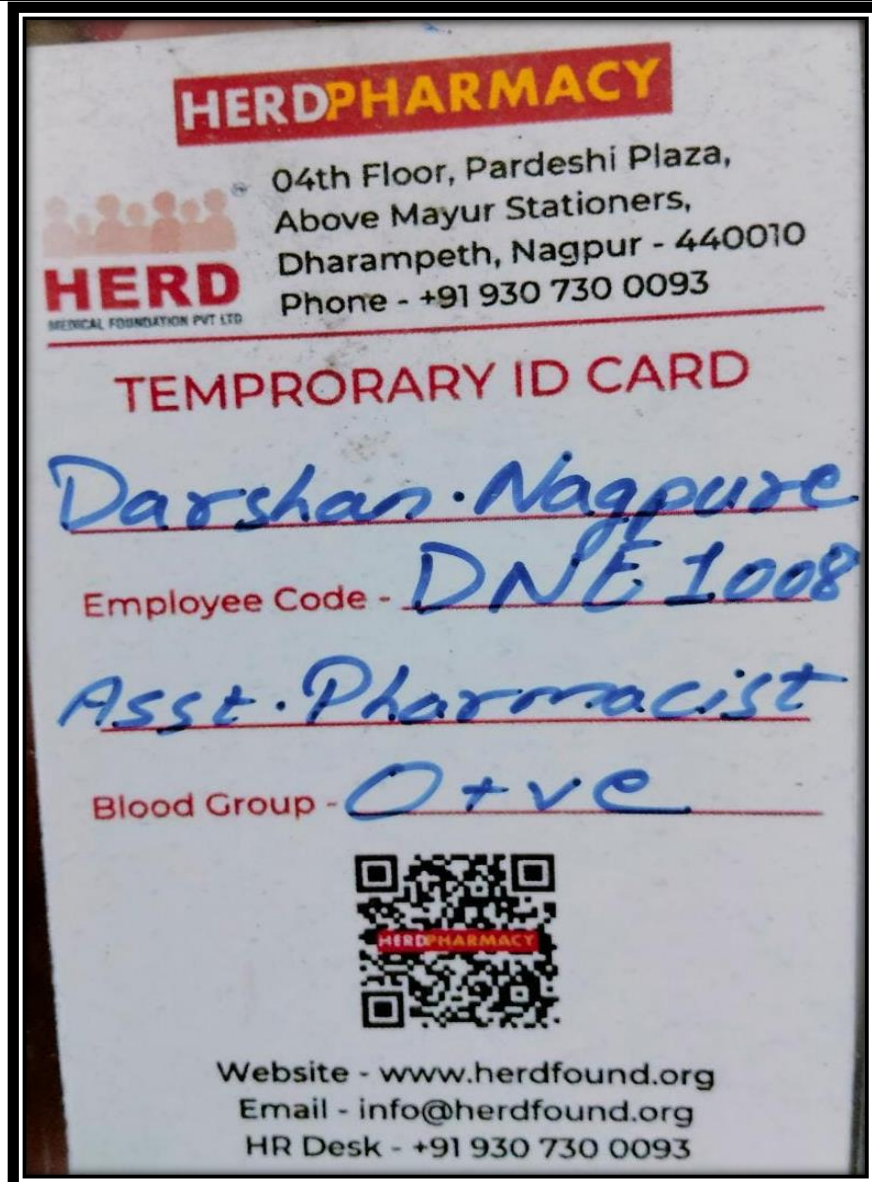 HERDPHARMACY
04th Floor, Pardeshi Plaza,
Above Mayur Stationers,
Dharampeth, Nagpur - 440010
Phone - +91 930 730 0093
HERD
MEDICAL FOUNDATION PVT LTD
TEMPRORARY ID CARD
Darshan. Nagpure
Employee Code - DNE 1008
Asst. Pharmacist
Blood Group - O+ve
HERDPHARMACY
Website - www.herdfound.org
Email - info@herdfound.org
HR Desk - +91 930 730 0093